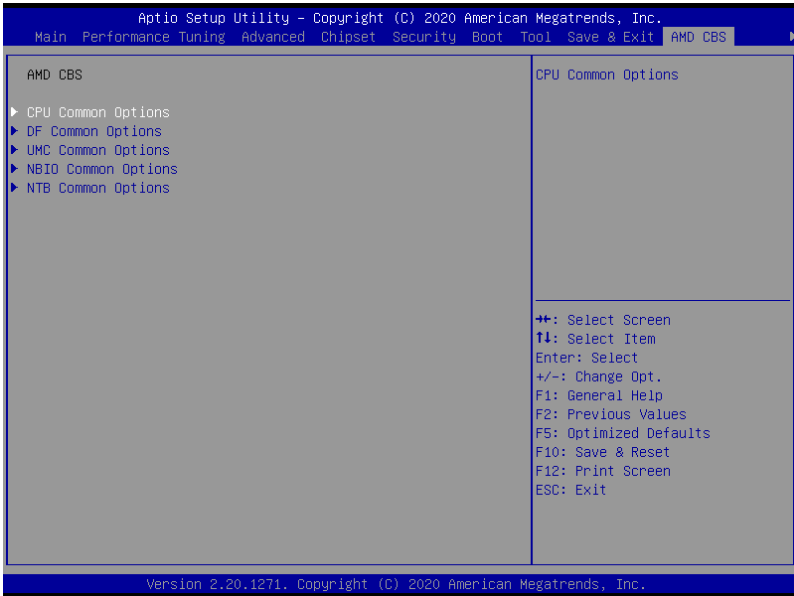 Aptio Setup Utility – Copyright (C) 2020 American Megatrends, Inc.
Main Performance Tuning Advanced Chipset Security Boot Tool Save & Exit AMD CBS
AMD CBS
CPU Common Options
DF Common Options
UMC Common Options
NBIO Common Options
NTB Common Options
CPU Common Options
→←: Select Screen
↑↓: Select Item
Enter: Select
+/-: Change Opt.
F1: General Help
F2: Previous Values
F5: Optimized Defaults
F10: Save & Reset
F12: Print Screen
ESC: Exit
Version 2.20.1271. Copyright (C) 2020 American Megatrends, Inc.